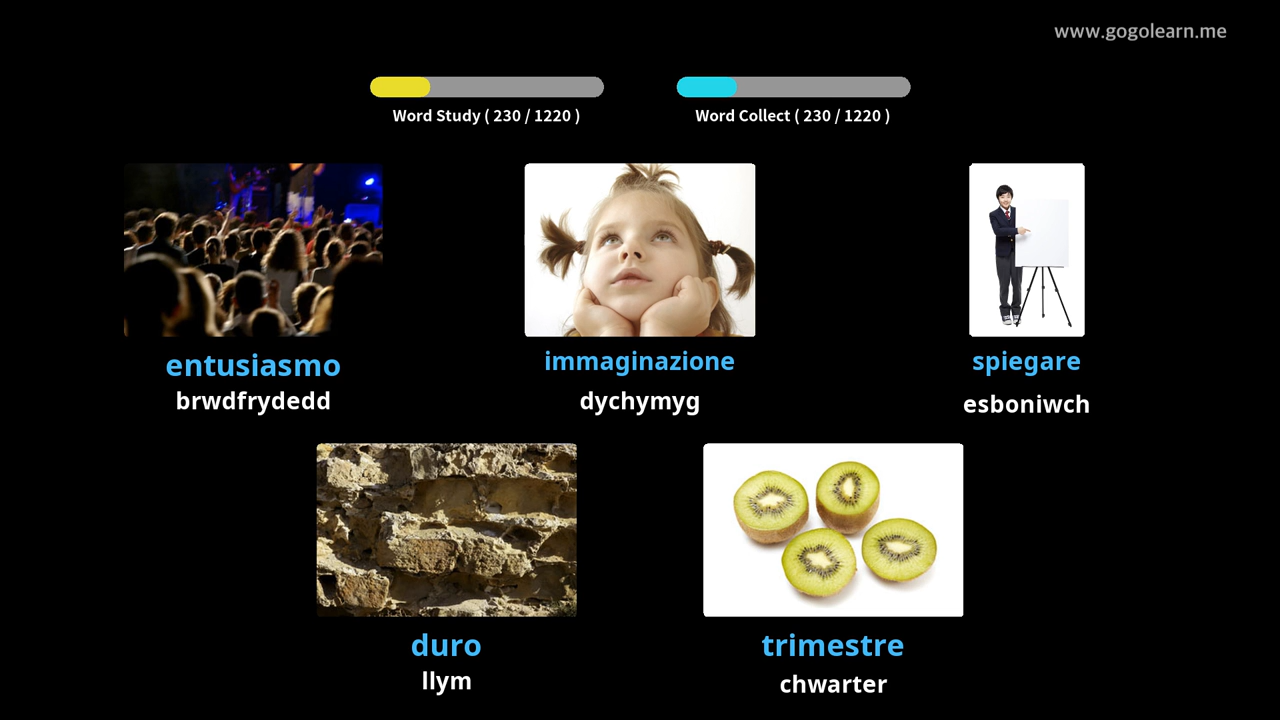 www.gogolearn.me
Word Study ( 230 / 1220 )
Word Collect ( 230 / 1220 )
entusiasmo
brwdfrydedd
immaginazione
dychymyg
spiegare
esboniwch
duro
llym
trimestre
chwarter